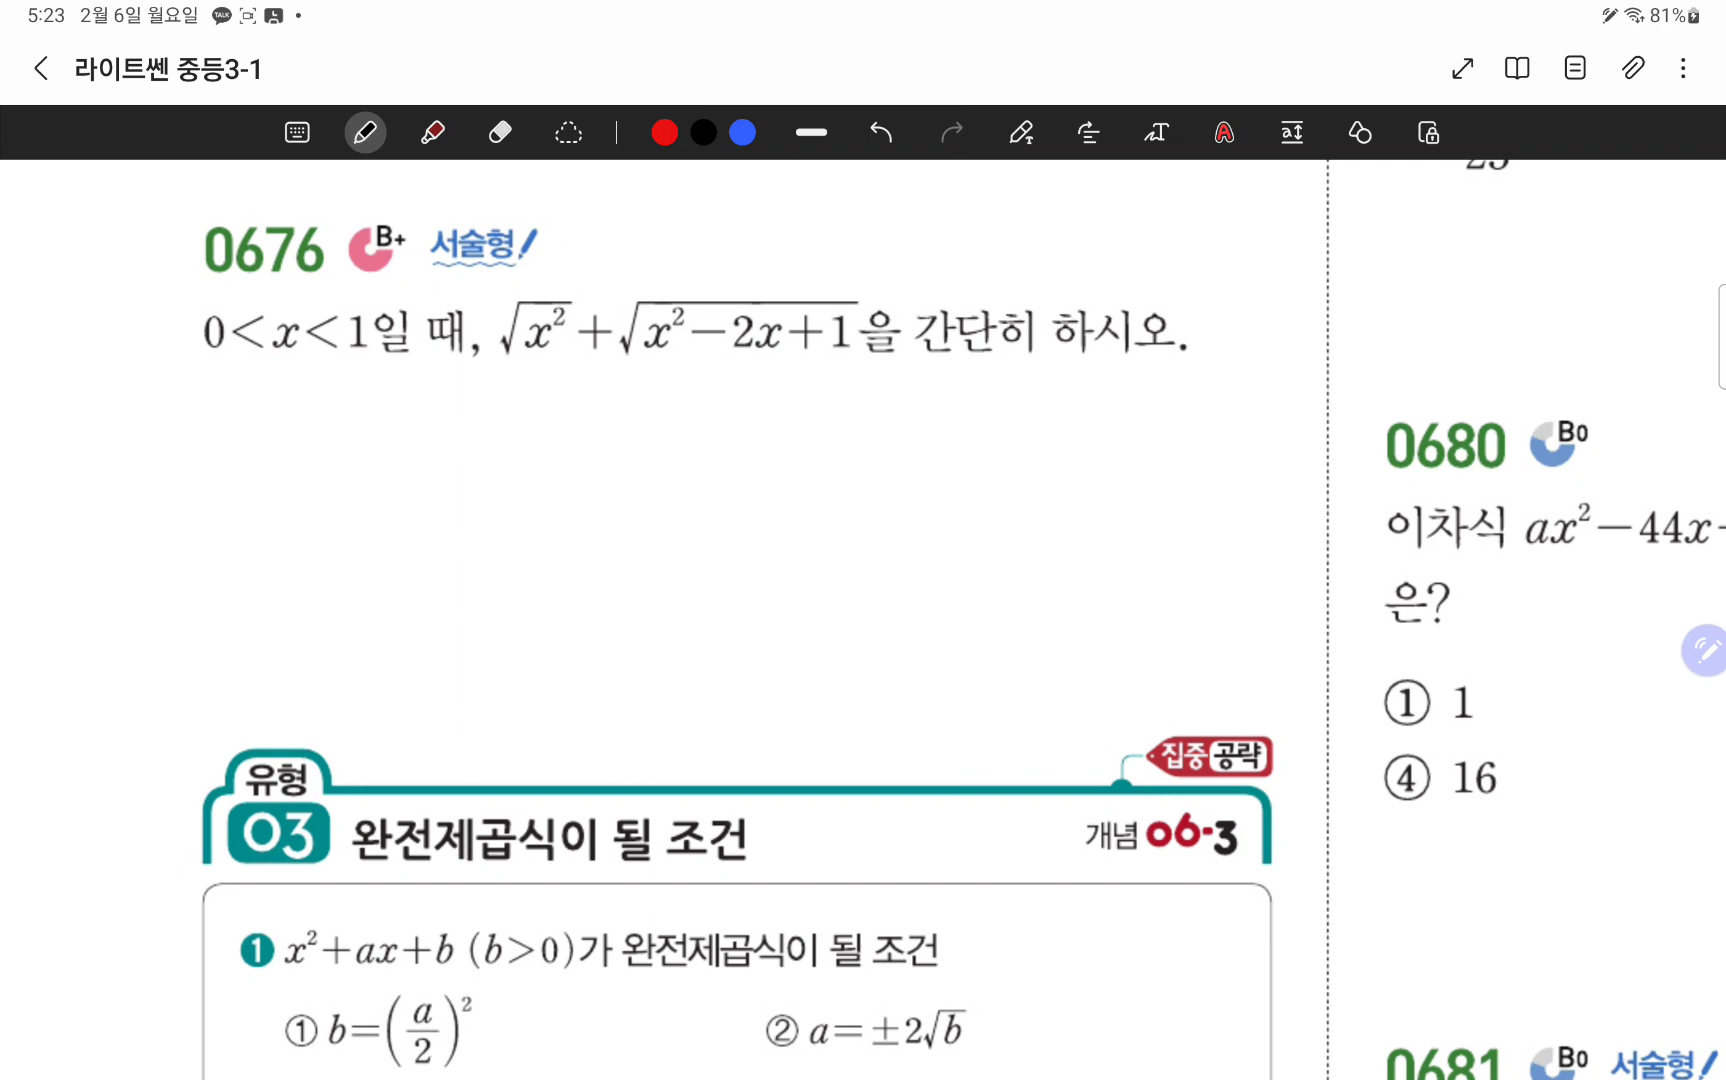 5:23 2월 6일 월요일 TALK
81%
라이트쎈 중등3-1
0676 B+ 서술형!
0<x<1일 때, √x²+√x²-2x+1을 간단히 하시오.
유형
03 완전제곱식이 될 조건
집중 공략
개념 06-3
❶ x²+ax+b (b>0)가 완전제곱식이 될 조건
① b=(a/2)² ② a=±2√b
0680 B0
이차식 ax²-44x
은?
① 1
④ 16
0681 B0 서술형!